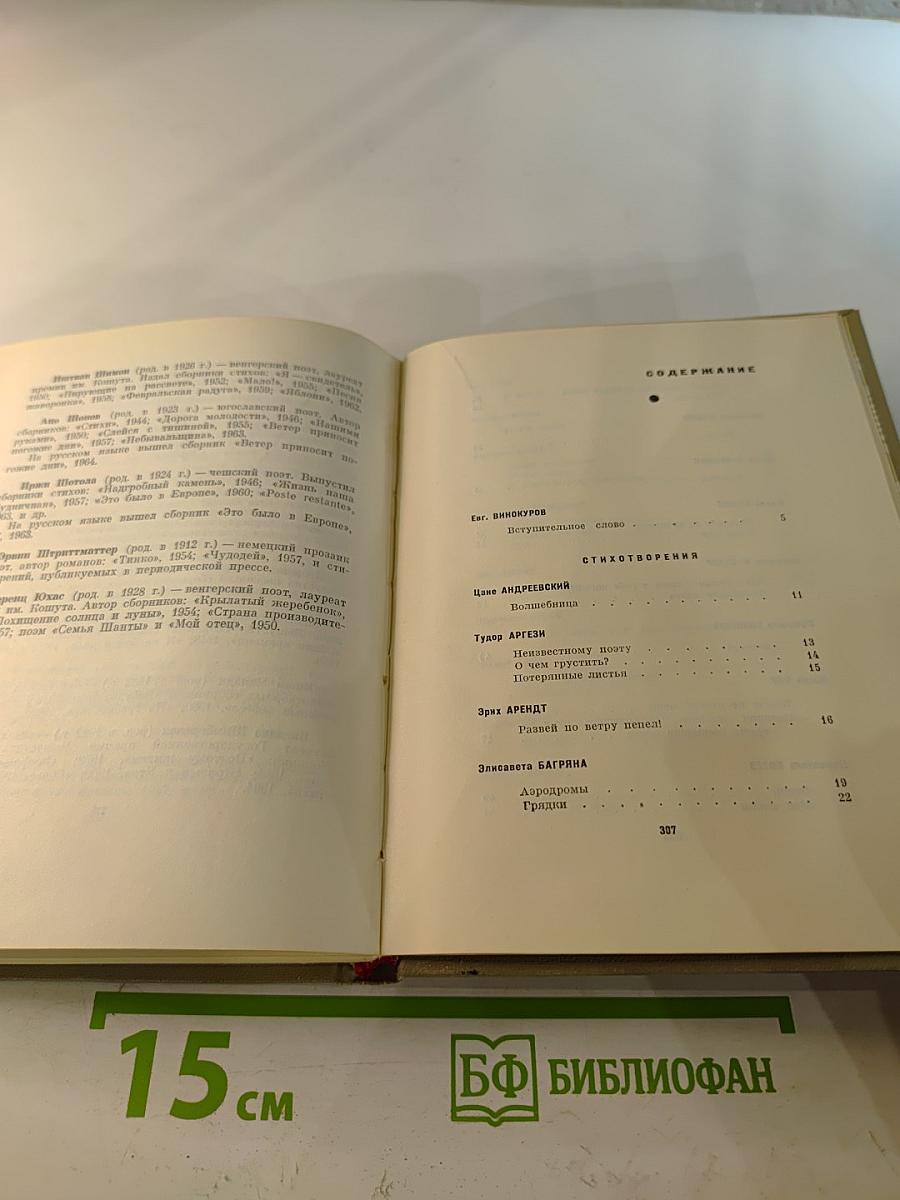 Иштван Шимон (род. в 1926 г.) — венгерский поэт, лауреат
премии им. Кошута. Издал сборники стихов: «Я — свидетель»,
1950; «Пирующие на рассвете», 1952; «Мало!», 1955; «Песня
жаворонка», 1958; «Февральская радуга», 1959; «Яблони», 1962.
Ацо Шопов (род. в 1923 г.) — югославский поэт. Автор
сборников: «Стихи», 1944; «Дорога молодости», 1946; «Нашими
руками», 1950; «Слейся с тишиной», 1955; «Ветер приносит
погожие дни», 1957; «Небывальщина», 1963.
На русском языке вышел сборник «Ветер приносит по-
гожие дни», 1964.
Иржи Шотола (род. в 1924 г.) — чешский поэт. Выпустил
сборники стихов: «Надгробный камень», 1946; «Жизнь наша
будничная», 1957; «Это было в Европе», 1960; «Poste restante»,
63, и др.
На русском языке вышел сборник «Это было в Европе»,
1963.
Эрвин Штриттматтер (род. в 1912 г.) — немецкий прозаик
эт, автор романов: «Тинко», 1954; «Чудодей», 1957, и сти-
рений, публикуемых в периодической прессе.
еренц Юхас (род. в 1928 г.) — венгерский поэт, лауреат
им. Кошута. Автор сборников: «Крылатый жеребенок»,
Похищение солнца и луны», 1954; «Страна производите-
57; поэм «Семья Шанты» и «Мой отец», 1950.
СОДЕРЖАНИЕ
Евг. ВИНОКУРОВ
Вступительное слово . . . . . . . . 5
СТИХОТВОРЕНИЯ
Цане АНДРЕЕВСКИЙ
Волшебница . . . . . . . . . . . 11
Тудор АРГЕЗИ
Неизвестному поэту . . . . . . . 13
О чем грустить? . . . . . . . . . 14
Потерянные листья . . . . . . . . 15
Эрих АРЕНДТ
Развей по ветру пепел! . . . . . . . 16
Элисавета БАГРЯНА
Аэродромы . . . . . . . . . . . 19
Грядки . . . . . . . . . . . . 22
307
15 см
БФ БИБЛИОФАН